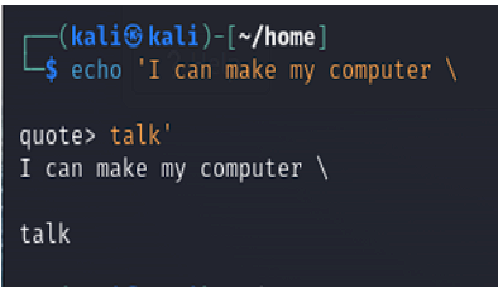 ┌──(kali㉿kali)-[~/home]
└─$ echo 'I can make my computer \
quote> talk'
I can make my computer \
talk